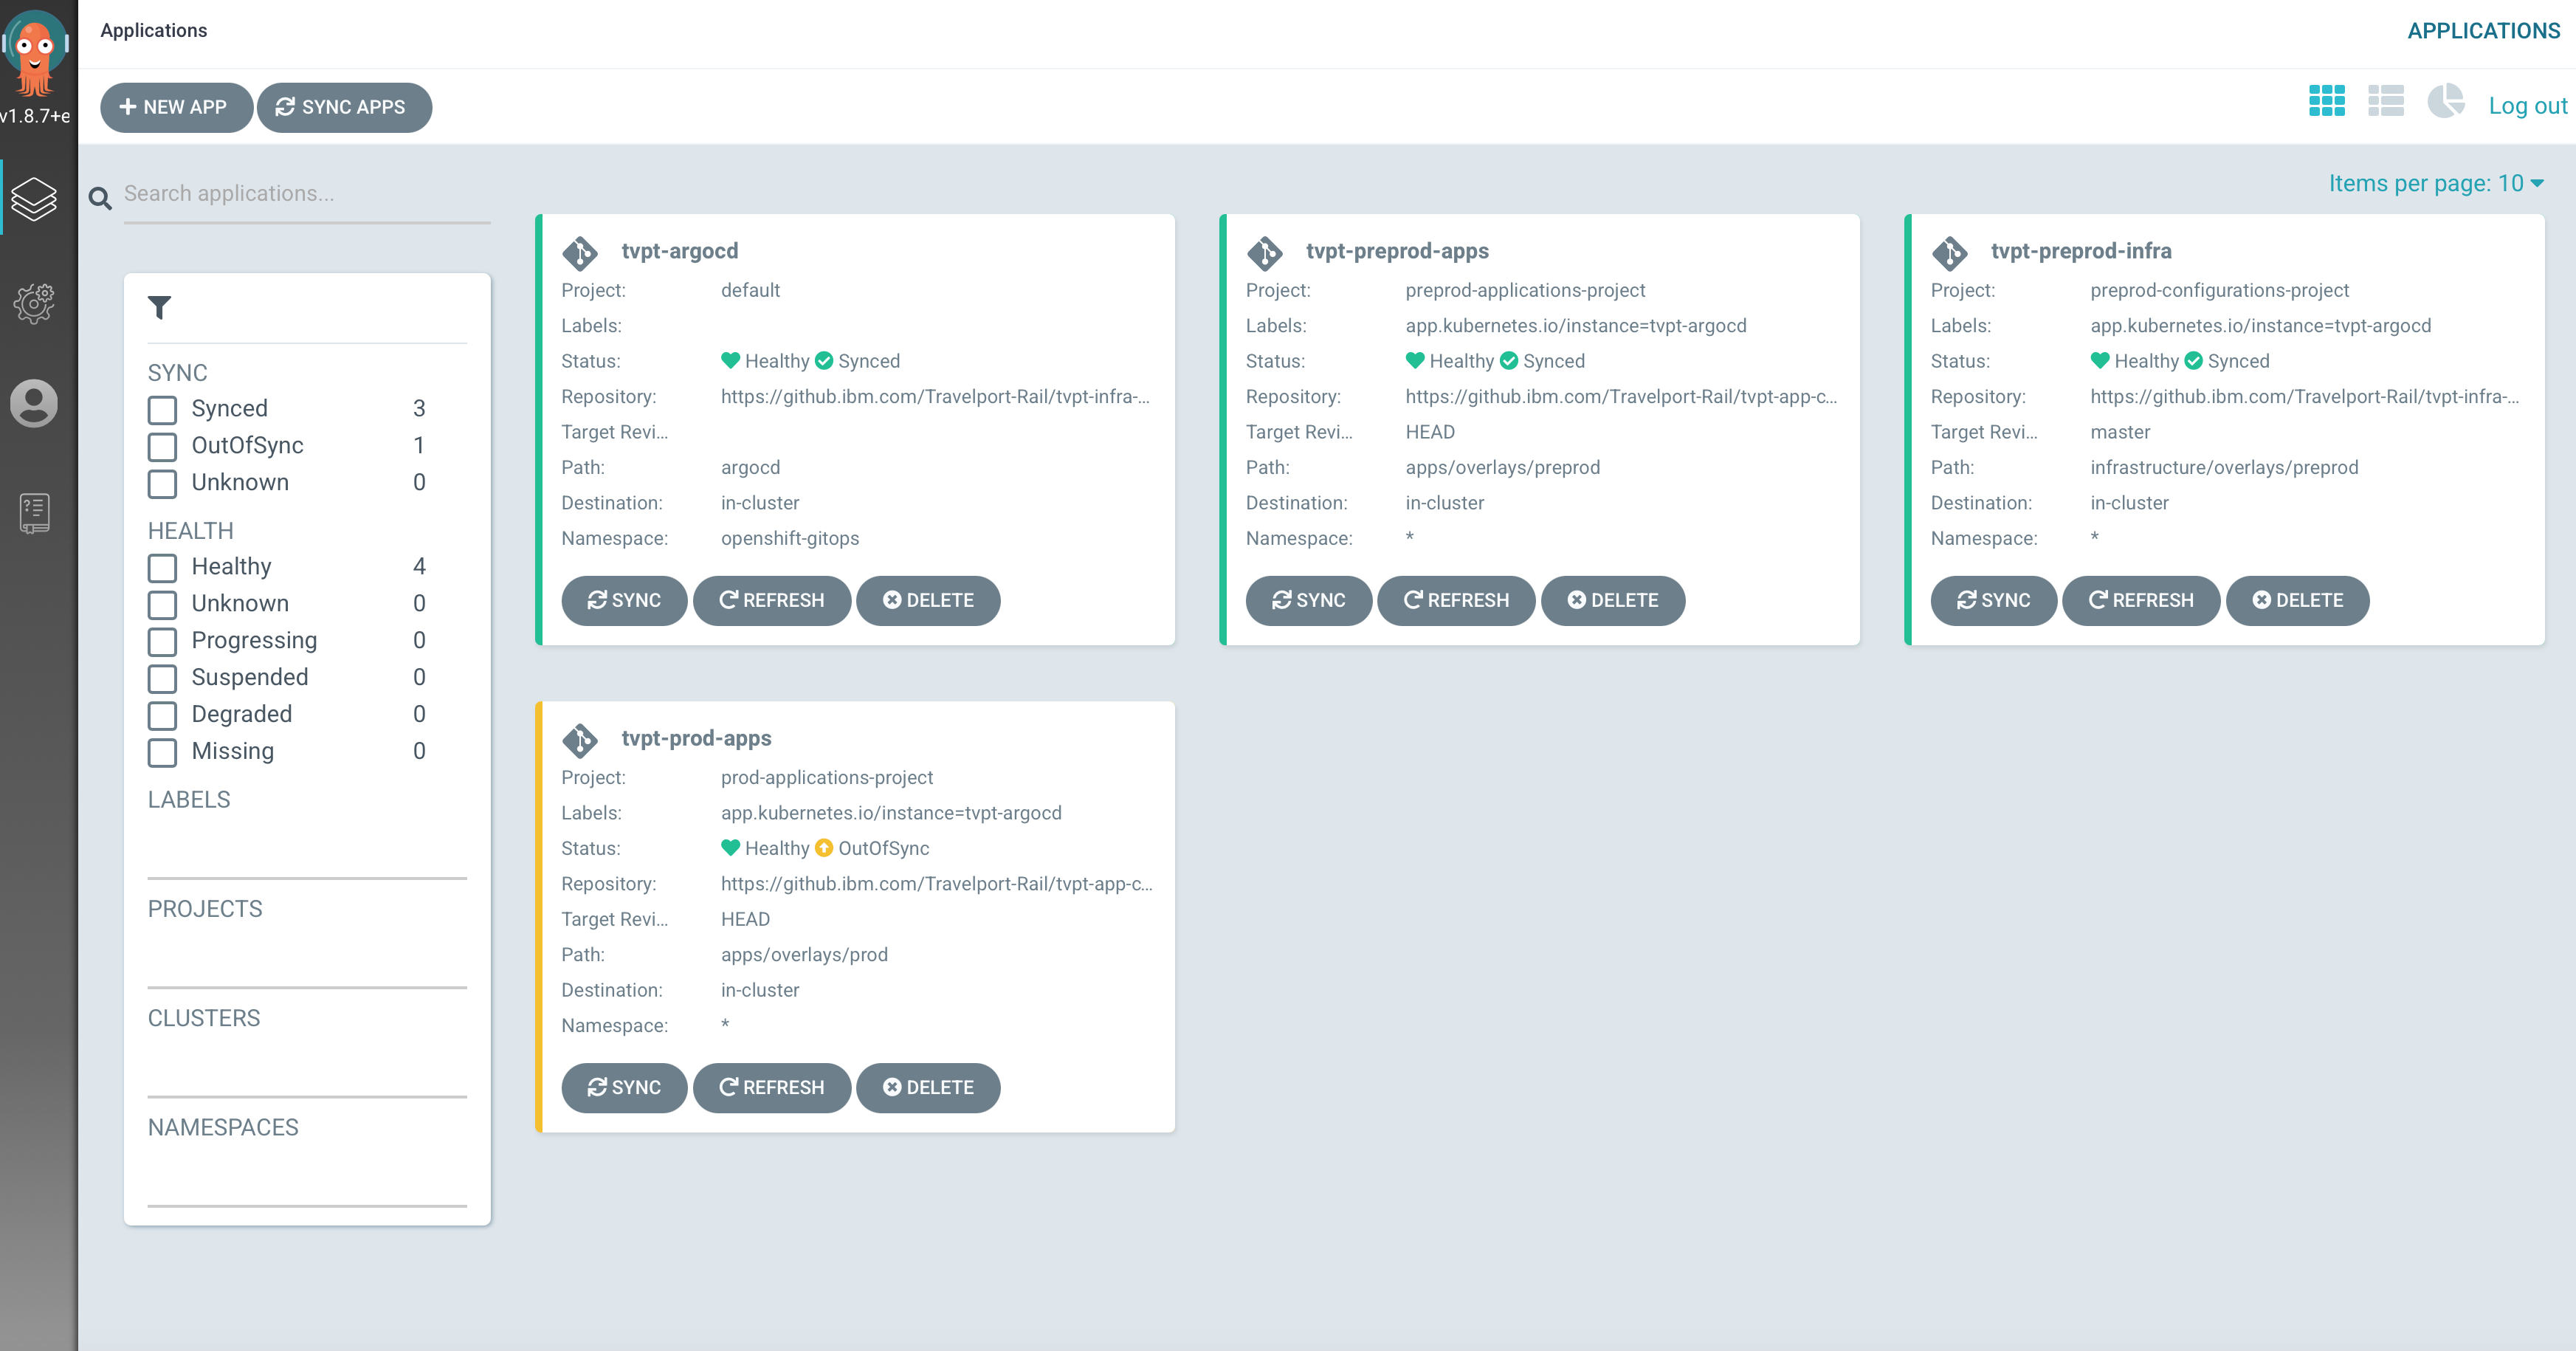 Applications
APPLICATIONS
v1.8.7+e
NEW APP
SYNC APPS
Log out
Search applications...
Items per page: 10
SYNC
Synced 3
OutOfSync 1
Unknown 0
HEALTH
Healthy 4
Unknown 0
Progressing 0
Suspended 0
Degraded 0
Missing 0
LABELS
PROJECTS
CLUSTERS
NAMESPACES
tvpt-argocd
Project: default
Labels:
Status: Healthy Synced
Repository: https://github.ibm.com/Travelport-Rail/tvpt-infra-...
Target Revi...
Path: argocd
Destination: in-cluster
Namespace: openshift-gitops
SYNC REFRESH DELETE
tvpt-preprod-apps
Project: preprod-applications-project
Labels: app.kubernetes.io/instance=tvpt-argocd
Status: Healthy Synced
Repository: https://github.ibm.com/Travelport-Rail/tvpt-app-c...
Target Revi... HEAD
Path: apps/overlays/preprod
Destination: in-cluster
Namespace: *
SYNC REFRESH DELETE
tvpt-preprod-infra
Project: preprod-configurations-project
Labels: app.kubernetes.io/instance=tvpt-argocd
Status: Healthy Synced
Repository: https://github.ibm.com/Travelport-Rail/tvpt-infra-...
Target Revi... master
Path: infrastructure/overlays/preprod
Destination: in-cluster
Namespace: *
SYNC REFRESH DELETE
tvpt-prod-apps
Project: prod-applications-project
Labels: app.kubernetes.io/instance=tvpt-argocd
Status: Healthy OutOfSync
Repository: https://github.ibm.com/Travelport-Rail/tvpt-app-c...
Target Revi... HEAD
Path: apps/overlays/prod
Destination: in-cluster
Namespace: *
SYNC REFRESH DELETE